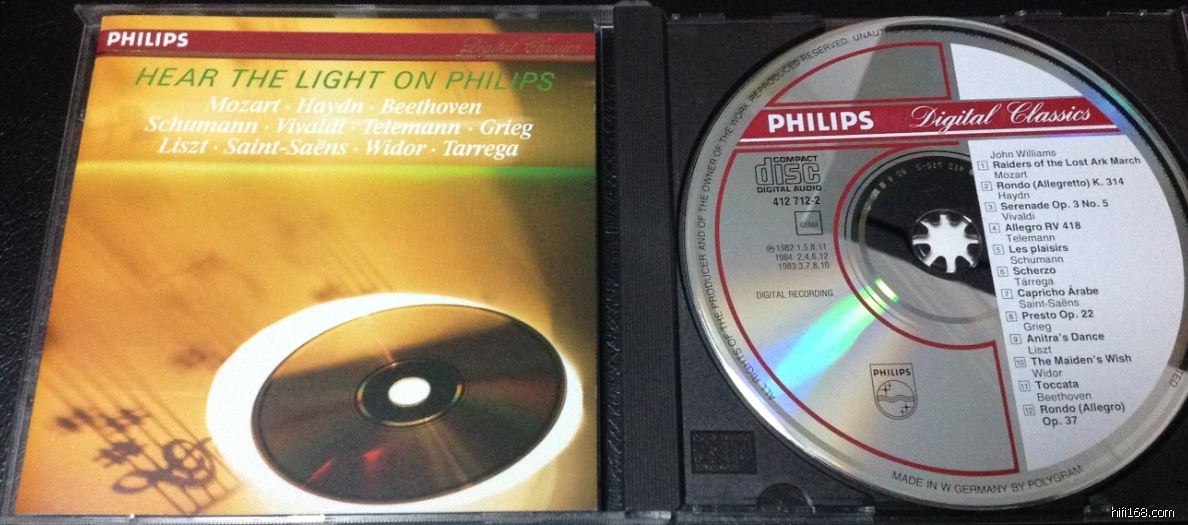 PHILIPS
Digital Classics
HEAR THE LIGHT ON PHILIPS
Mozart · Haydn · Beethoven
Schumann · Vivaldi · Telemann · Grieg
Liszt · Saint-Saëns · Widor · Tarrega
ALL RIGHTS OF THE PRODUCER AND OF THE OWNER OF THE WORK REPRODUCED RESERVED. UNAUT
PHILIPS Digital Classics
COMPACT
disc
DIGITAL AUDIO
412 712-2
GEMA
℗ 1982:1,5,8,11
1984: 2,4,6,12
1983:3,7,9,10
DIGITAL RECORDING
PHILIPS
John Williams
1 Raiders of the Lost Ark March
Mozart
2 Rondo (Allegretto) K. 314
Haydn
3 Serenade Op. 3 No. 5
Vivaldi
4 Allegro RV 418
Telemann
5 Les plaisirs
Schumann
6 Scherzo
Tárrega
7 Capricho Árabe
Saint-Saëns
8 Presto Op. 22
Grieg
9 Anitra's Dance
Liszt
10 The Maiden's Wish
Widor
11 Toccata
Beethoven
12 Rondo (Allegro)
Op. 37
MADE IN W. GERMANY BY POLYGRAM
hifi168.com